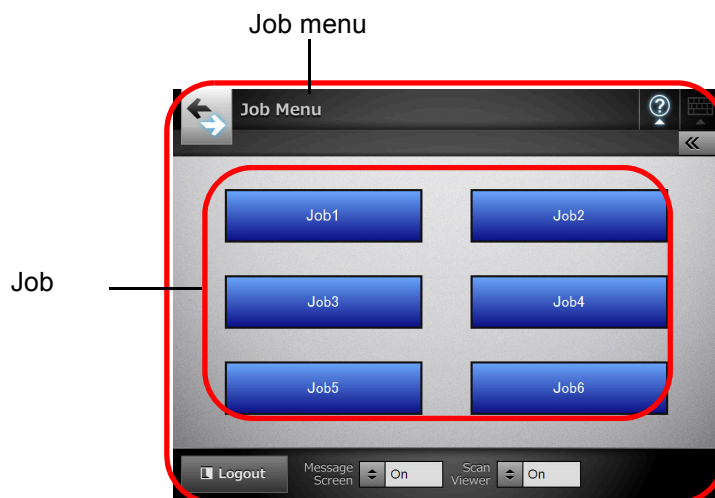 Job menu
Job Menu
?
Job
Job1
Job2
Job3
Job4
Job5
Job6
Logout
Message
Screen
On
Scan
Viewer
On